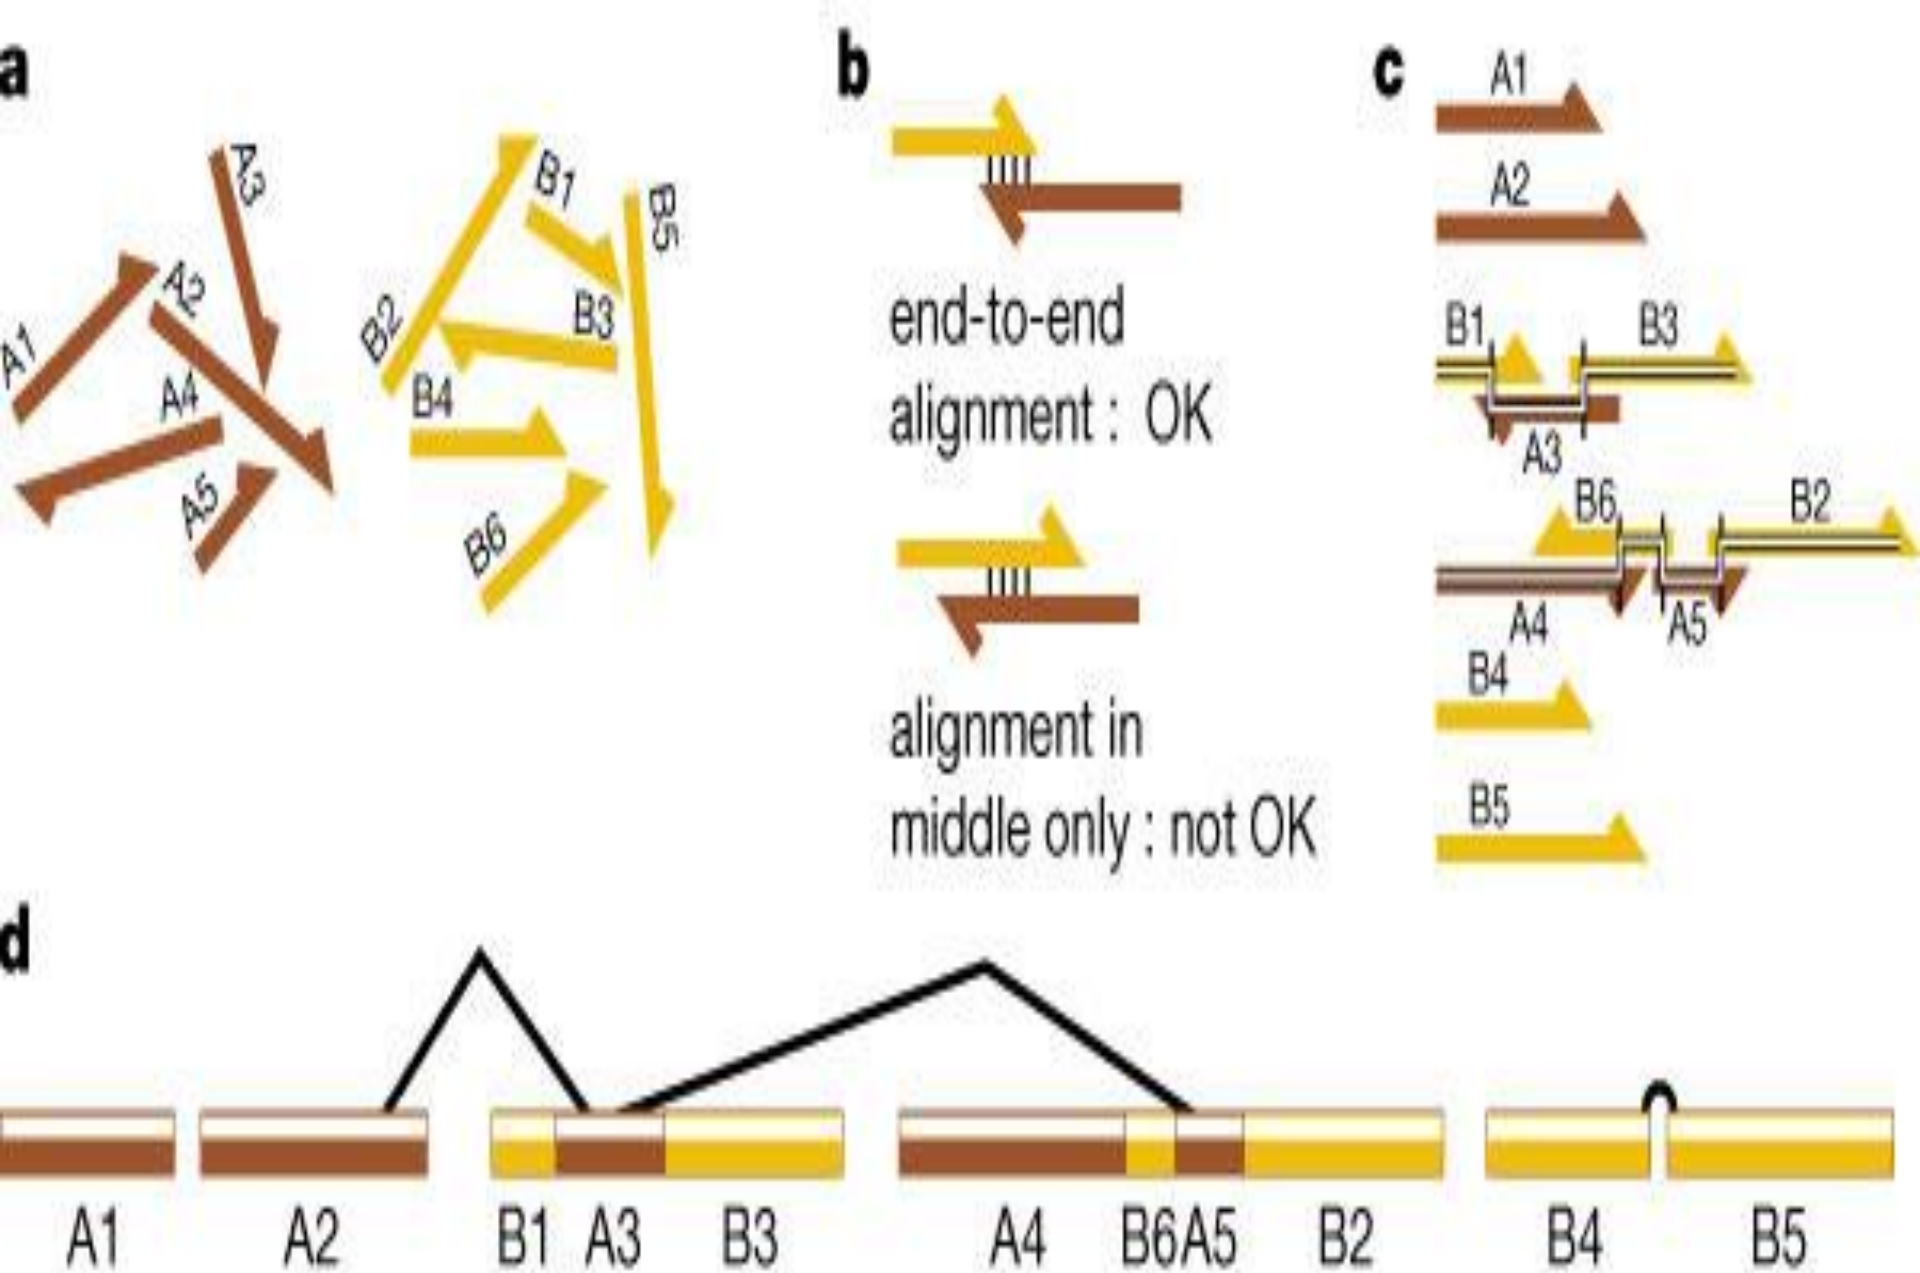 a
A3
A1
A2
A4
A5
B1
B5
B2
B3
B4
B6
b
end-to-end
alignment : OK
alignment in
middle only : not OK
c
A1
A2
B1 B3
A3
B6 B2
A4 A5
B4
B5
d
A1 A2 B1 A3 B3 A4 B6 A5 B2 B4 B5